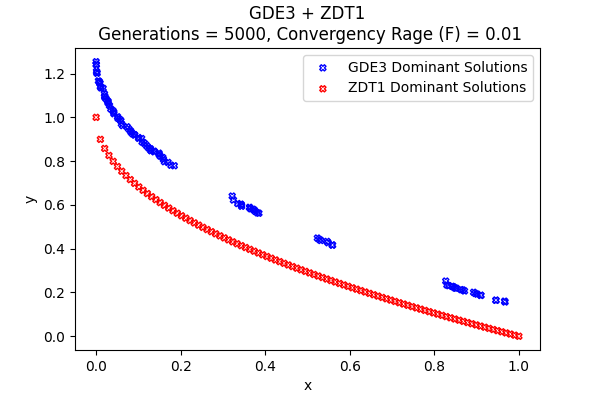 GDE3 + ZDT1
Generations = 5000, Convergency Rage (F) = 0.01
GDE3 Dominant Solutions
ZDT1 Dominant Solutions
1.2
1.0
0.8
0.6
0.4
0.2
0.0
y
0.0 0.2 0.4 0.6 0.8 1.0
x